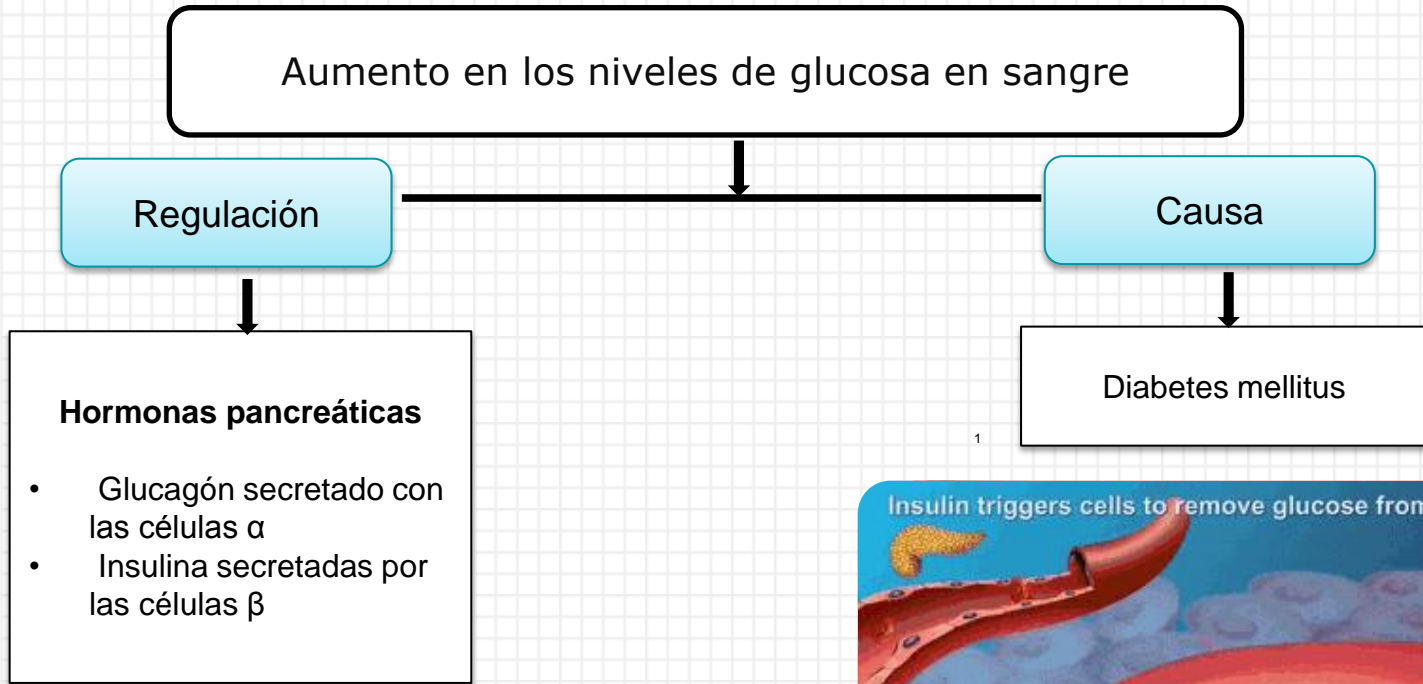 Aumento en los niveles de glucosa en sangre
Regulación
Causa
Hormonas pancreáticas
• Glucagón secretado con
las células α
• Insulina secretadas por
las células β
Diabetes mellitus
1
Insulin triggers cells to remove glucose from